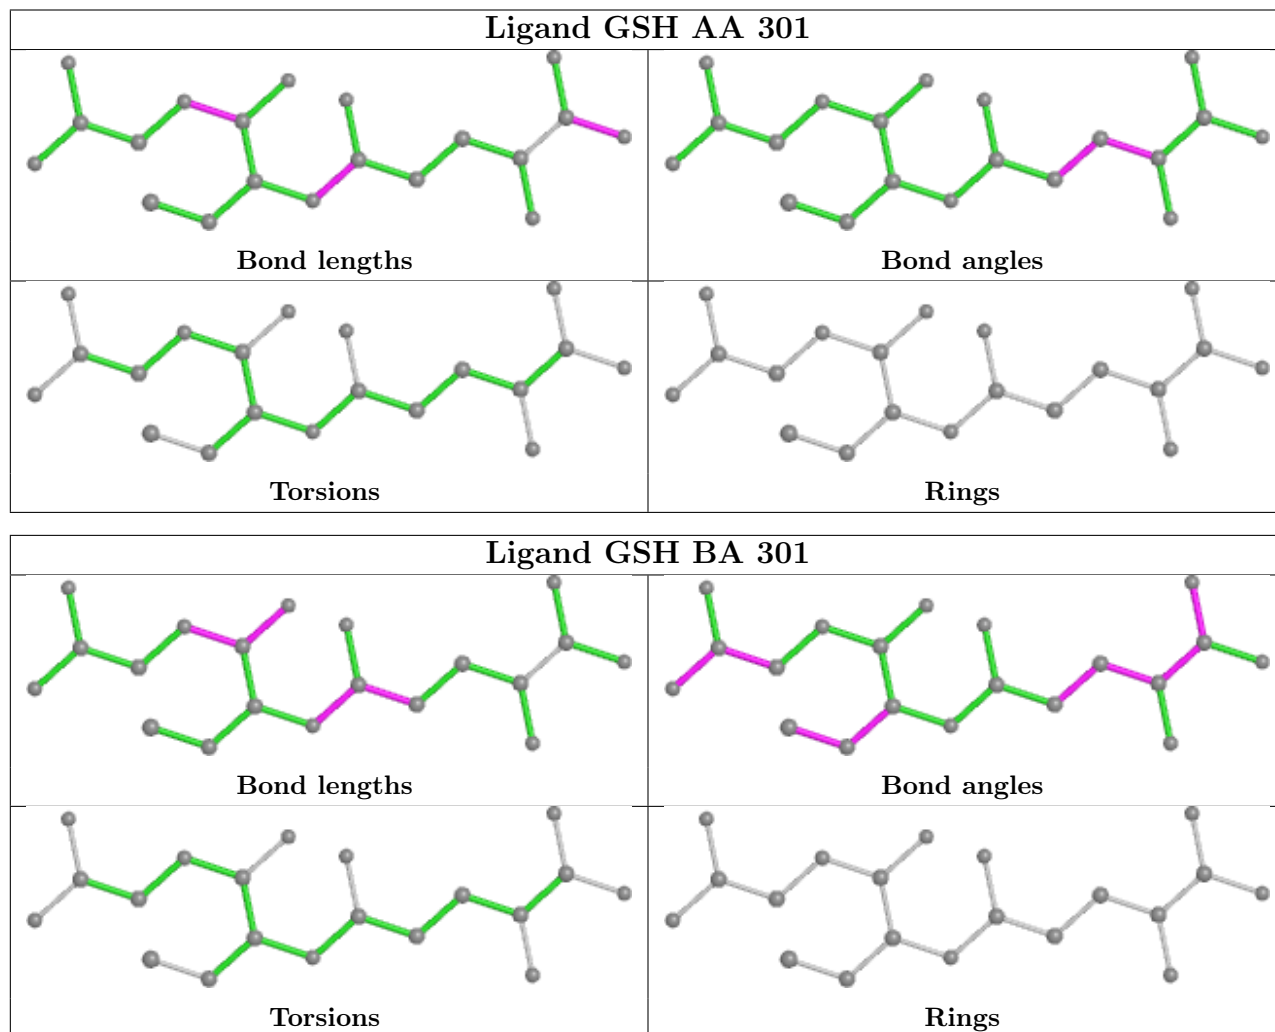 Ligand GSH AA 301
Bond lengths
Bond angles
Torsions
Rings
Ligand GSH BA 301
Bond lengths
Bond angles
Torsions
Rings